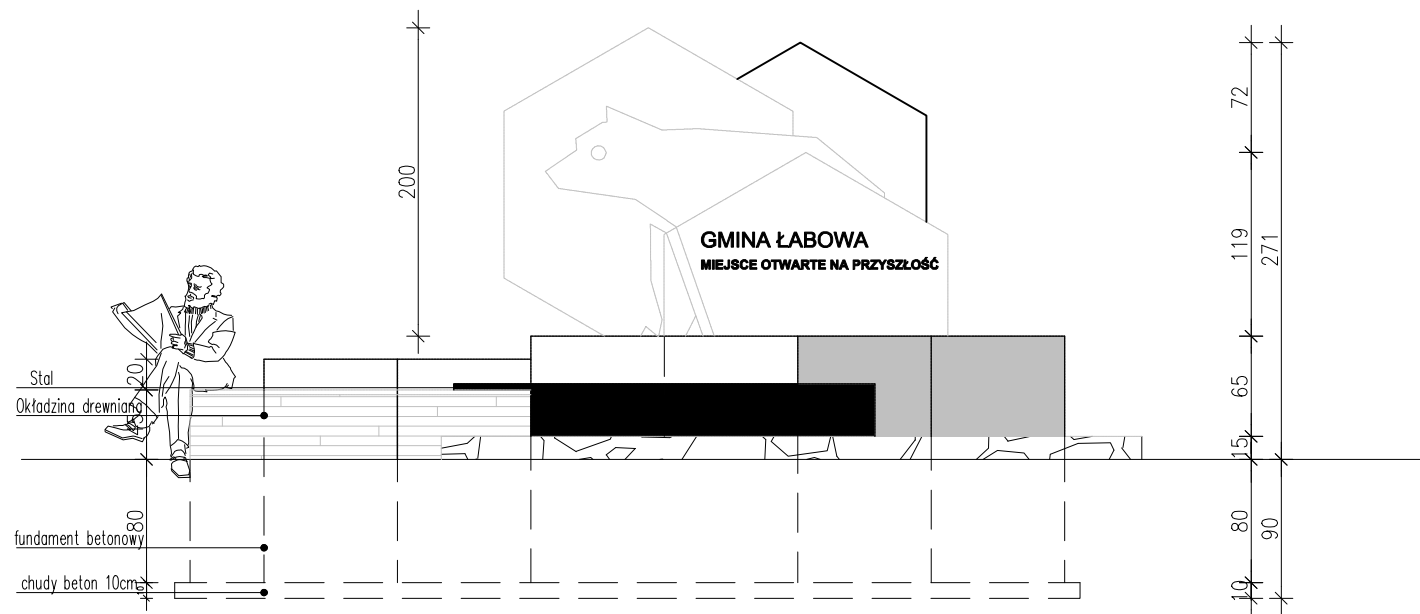 200
72
119
271
GMINA ŁABOWA
MIEJSCE OTWARTE NA PRZYSZŁOŚĆ
20
Stal
Okładzina drewniana
65
15
fundament betonowy
80
80
90
chudy beton 10cm
10